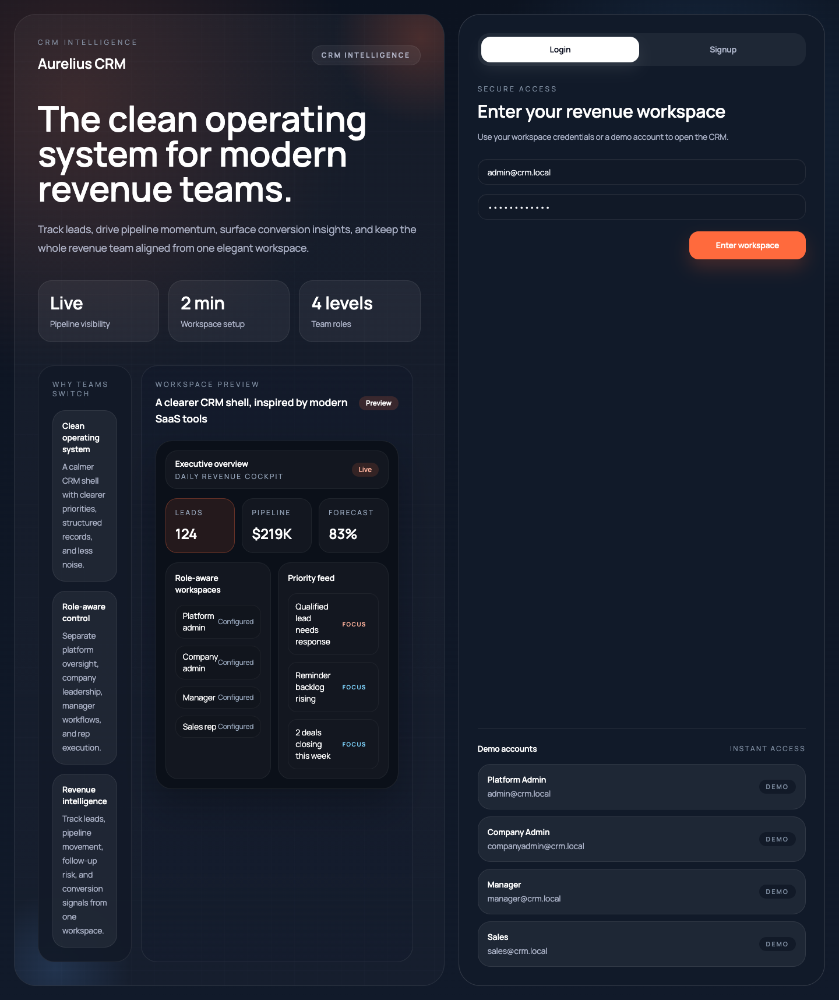 CRM INTELLIGENCE
Aurelius CRM
CRM INTELLIGENCE
The clean operating
system for modern
revenue teams.
Track leads, drive pipeline momentum, surface conversion insights, and keep the
whole revenue team aligned from one elegant workspace.
Live
Pipeline visibility
2 min
Workspace setup
4 levels
Team roles
WHY TEAMS
SWITCH
Clean
operating
system
A calmer
CRM shell
with clearer
priorities,
structured
records,
and less
noise.
Role-aware
control
Separate
platform
oversight,
company
leadership,
manager
workflows,
and rep
execution.
Revenue
intelligence
Track leads,
pipeline
movement,
follow-up
risk, and
conversion
signals from
one
workspace.
WORKSPACE PREVIEW
A clearer CRM shell, inspired by modern
SaaS tools
Preview
Executive overview
DAILY REVENUE COCKPIT
Live
LEADS
124
PIPELINE
$219K
FORECAST
83%
Role-aware
workspaces
Platform
admin
Configured
Company
admin
Configured
Manager
Configured
Sales rep
Configured
Priority feed
Qualified
lead
needs
response
FOCUS
Reminder
backlog
rising
FOCUS
2 deals
closing
this week
FOCUS
Login
Signup
SECURE ACCESS
Enter your revenue workspace
Use your workspace credentials or a demo account to open the CRM.
admin@crm.local
••••••••••••
Enter workspace
Demo accounts
INSTANT ACCESS
Platform Admin
admin@crm.local
DEMO
Company Admin
companyadmin@crm.local
DEMO
Manager
manager@crm.local
DEMO
Sales
sales@crm.local
DEMO